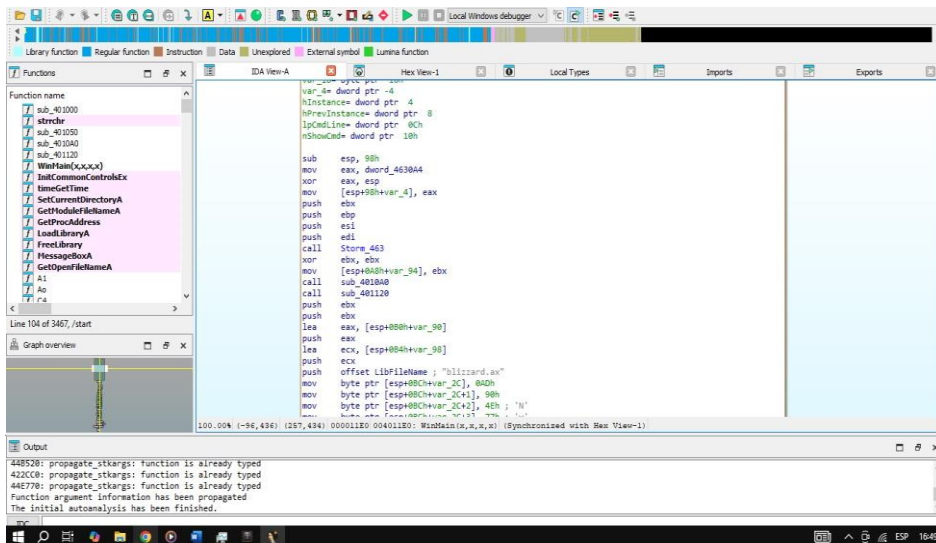 Local Windows debugger
Library function Regular function Instruction Data Unexplored External symbol Lumina function
Functions
IDA View-A
Hex View-1
Local Types
Imports
Exports
Function name
sub_401000
strrchr
sub_401050
sub_4010A0
sub_401120
WinMain(x,x,x,x)
InitCommonControlsEx
timeGetTime
SetCurrentDirectoryA
GetModuleFileNameA
GetProcAddress
LoadLibraryA
FreeLibrary
MessageBoxA
GetOpenFileNameA
A1
Ao
C4
Line 104 of 3467, /start
Graph overview
var_4= dword ptr -4
hInstance= dword ptr 4
hPrevInstance= dword ptr 8
lpCmdLine= dword ptr 0Ch
nShowCmd= dword ptr 10h
sub esp, 98h
mov eax, dword_4630A4
xor eax, esp
mov [esp+98h+var_4], eax
push ebx
push ebp
push esi
push edi
call Storm_463
xor ebx, ebx
mov [esp+0A8h+var_94], ebx
call sub_4010A0
call sub_401120
push ebx
push ebx
lea eax, [esp+0B0h+var_90]
push eax
lea ecx, [esp+0B4h+var_98]
push ecx
push offset LibFileName ; "blizzard.ax"
mov byte ptr [esp+0BCh+var_2C], 0ADh
mov byte ptr [esp+0BCh+var_2C+1], 90h
mov byte ptr [esp+0BCh+var_2C+2], 4Eh ; 'N'
100.00% (-96,436) (257,434) 000011E0 004011E0: WinMain(x,x,x,x) (Synchronized with Hex View-1)
Output
448520: propagate_stkargs: function is already typed
422CC0: propagate_stkargs: function is already typed
44E770: propagate_stkargs: function is already typed
Function argument information has been propagated
The initial autoanalysis has been finished.
IDC
ESP 16:49